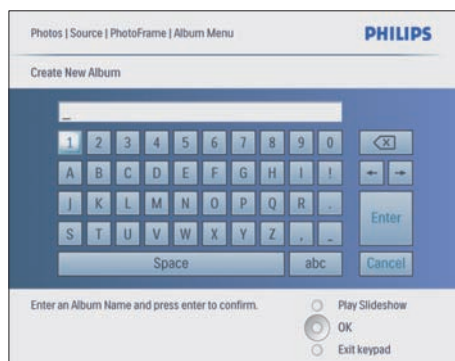 Photos | Source | PhotoFrame | Album Menu
PHILIPS
Create New Album
_
1 2 3 4 5 6 7 8 9 0
A B C D E F G H I !
J K L M N O P Q R .
Enter
S T U V W X Y Z , _
Space abc Cancel
Enter an Album Name and press enter to confirm.
Play Slideshow
OK
Exit keypad